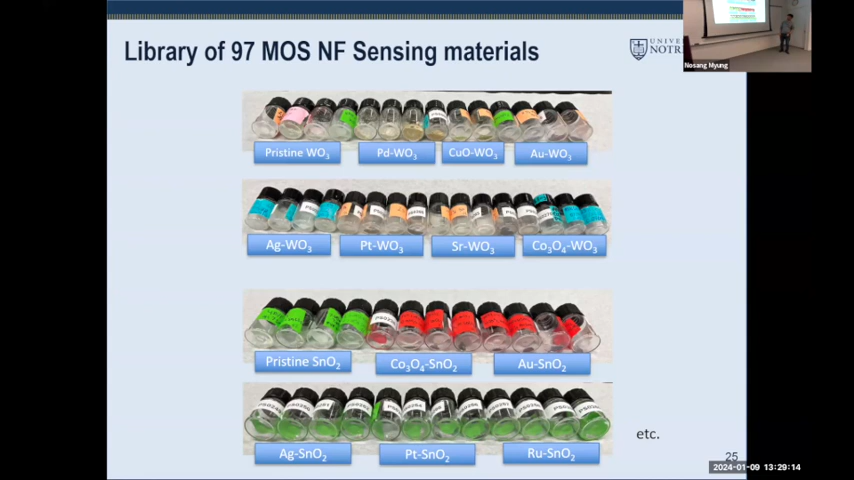 Library of 97 MOS NF Sensing materials
Nosang Myung
Pristine WO₃
Pd-WO₃
CuO-WO₃
Au-WO₃
Ag-WO₃
Pt-WO₃
Sr-WO₃
Co₃O₄-WO₃
Pristine SnO₂
Co₃O₄-SnO₂
Au-SnO₂
Ag-SnO₂
Pt-SnO₂
Ru-SnO₂
etc.
25
2024-01-09 13:29:14